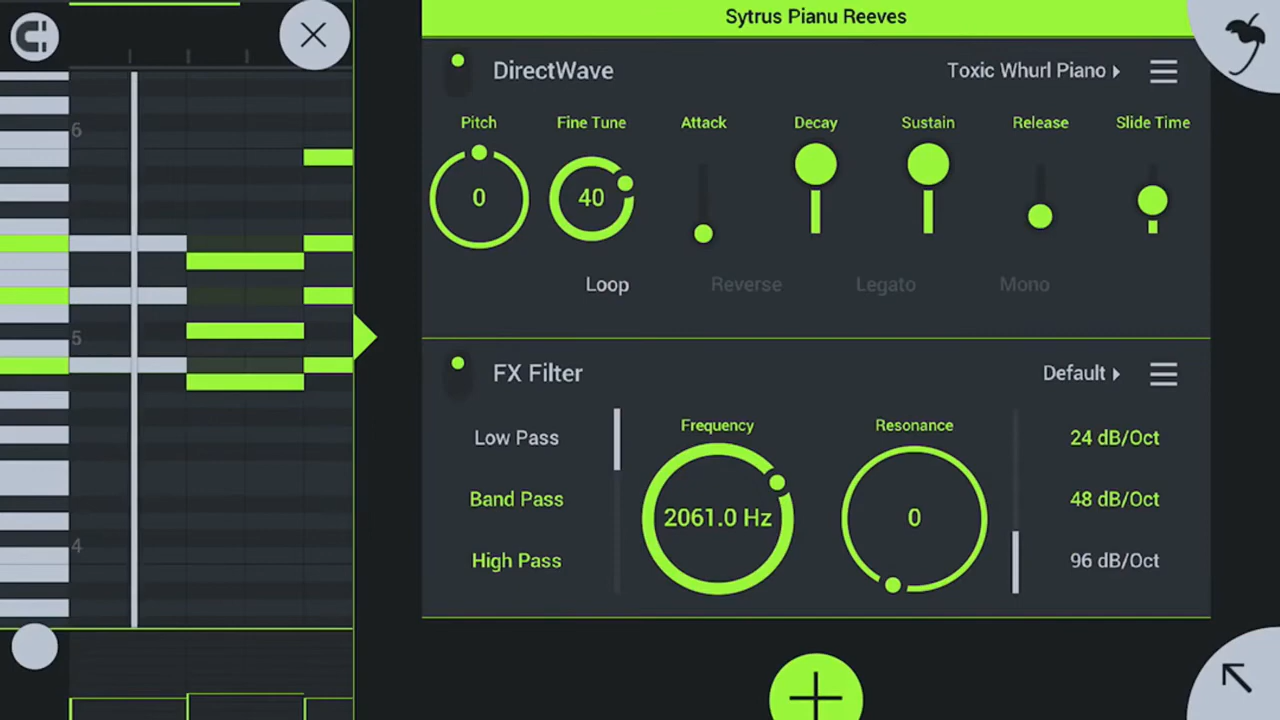 Sytrus Pianu Reeves
DirectWave
Toxic Whurl Piano
Pitch
Fine Tune
Attack
Decay
Sustain
Release
Slide Time
0
40
Loop
Reverse
Legato
Mono
FX Filter
Default
Low Pass
Band Pass
High Pass
Frequency
2061.0 Hz
Resonance
0
24 dB/Oct
48 dB/Oct
96 dB/Oct
6
5
4